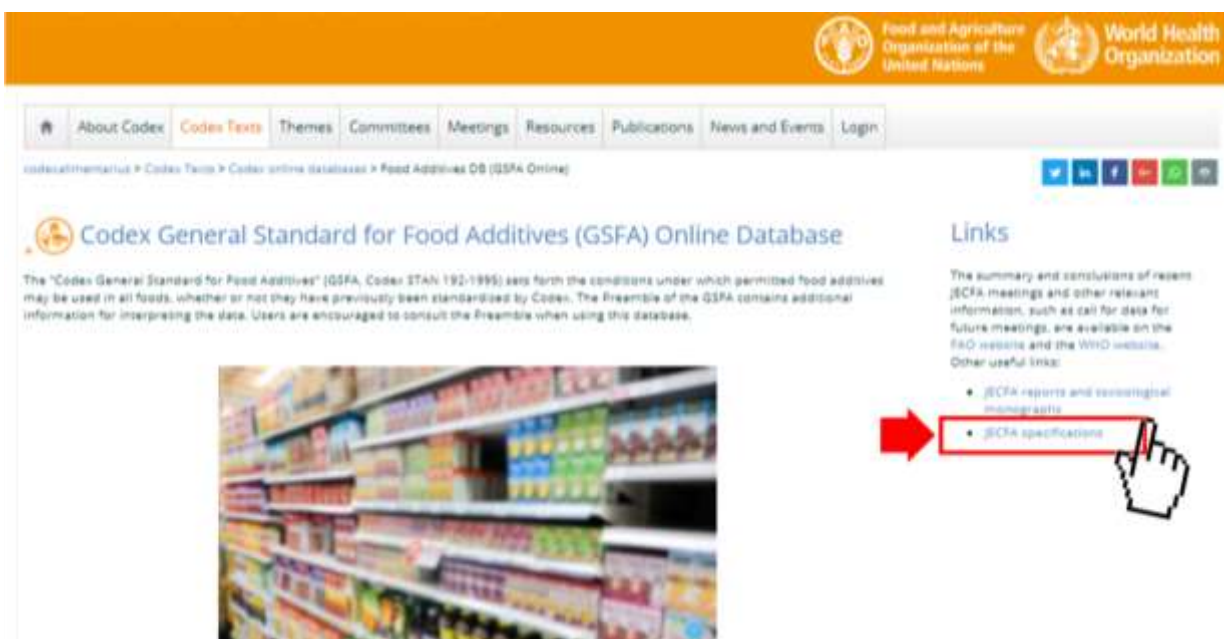 Food and Agriculture
Organization of the
United Nations
World Health
Organization
About Codex Codex Texts Themes Committees Meetings Resources Publications News and Events Login
codexalimentarius > Codex Texts > Codex online databases > Food Additives DB (GSFA Online)
Codex General Standard for Food Additives (GSFA) Online Database
The "Codex General Standard for Food Additives" (GSFA, Codex STAN 192-1995) sets forth the conditions under which permitted food additives
may be used in all foods, whether or not they have previously been standardized by Codex. The Preamble of the GSFA contains additional
information for interpreting the data. Users are encouraged to consult the Preamble when using this database.
Links
The summary and conclusions of recent
JECFA meetings and other relevant
information, such as call for data for
future meetings, are available on the
FAO website and the WHO website.
Other useful links:
• JECFA reports and toxicological
monographs
• JECFA specifications